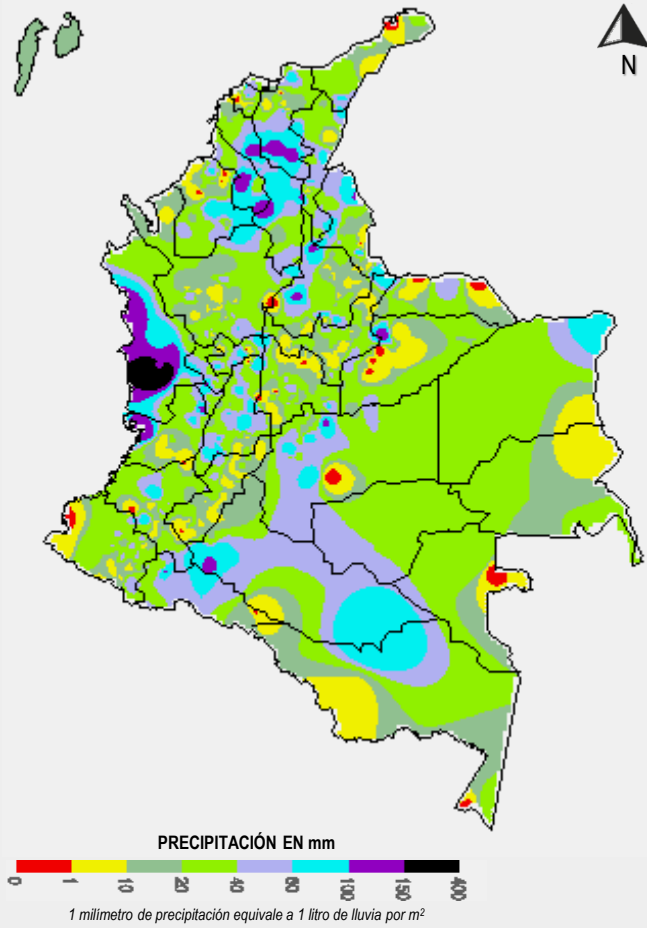 N
PRECIPITACIÓN EN mm
0 1 10 20 40 60 100 150 400
1 milímetro de precipitación equivale a 1 litro de lluvia por m²